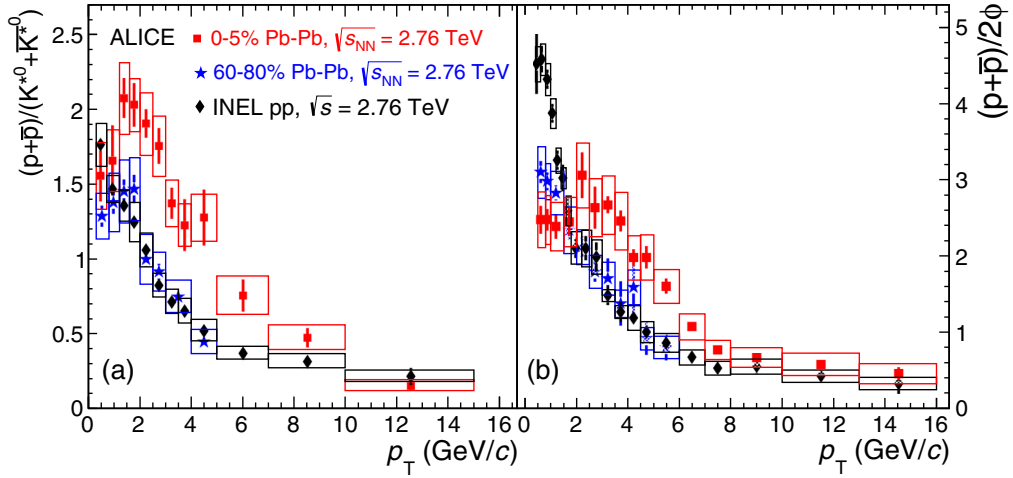 ALICE
0-5% Pb-Pb, √s_NN = 2.76 TeV
60-80% Pb-Pb, √s_NN = 2.76 TeV
INEL pp, √s = 2.76 TeV
(p+p̅)/(K*⁰+K̅*⁰)
2.5
2
1.5
1
0.5
0
(a)
0 2 4 6 8 10 12 14 16
p_T (GeV/c)
(b)
0 2 4 6 8 10 12 14 16
p_T (GeV/c)
5
4
3
2
1
0
(p+p̅)/2ϕ